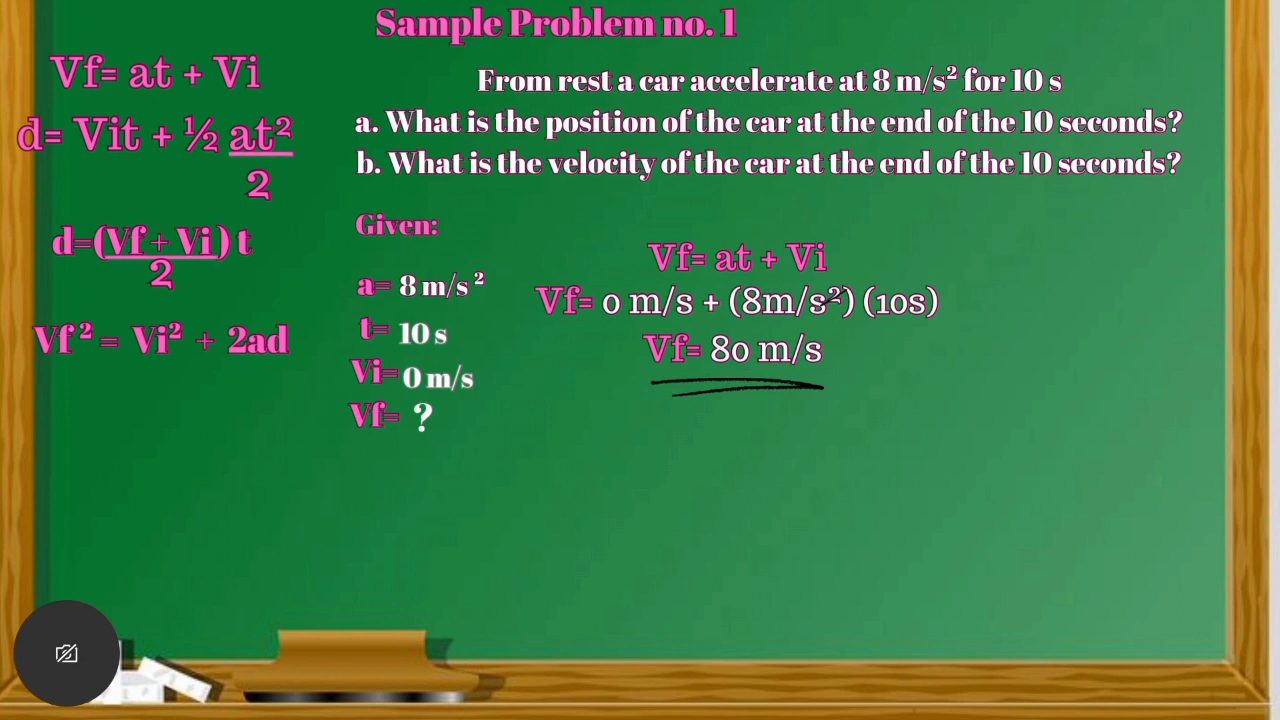 Sample Problem no. 1
From rest a car accelerate at 8 m/s² for 10 s
a. What is the position of the car at the end of the 10 seconds?
b. What is the velocity of the car at the end of the 10 seconds?
Vf= at + Vi
d= Vit + ½ at²
2
d=(Vf + Vi) t
2
Vf² = Vi² + 2ad
Given:
a= 8 m/s²
t= 10 s
Vi= 0 m/s
Vf= ?
Vf= at + Vi
Vf= 0 m/s + (8m/s²) (10s)
Vf= 80 m/s